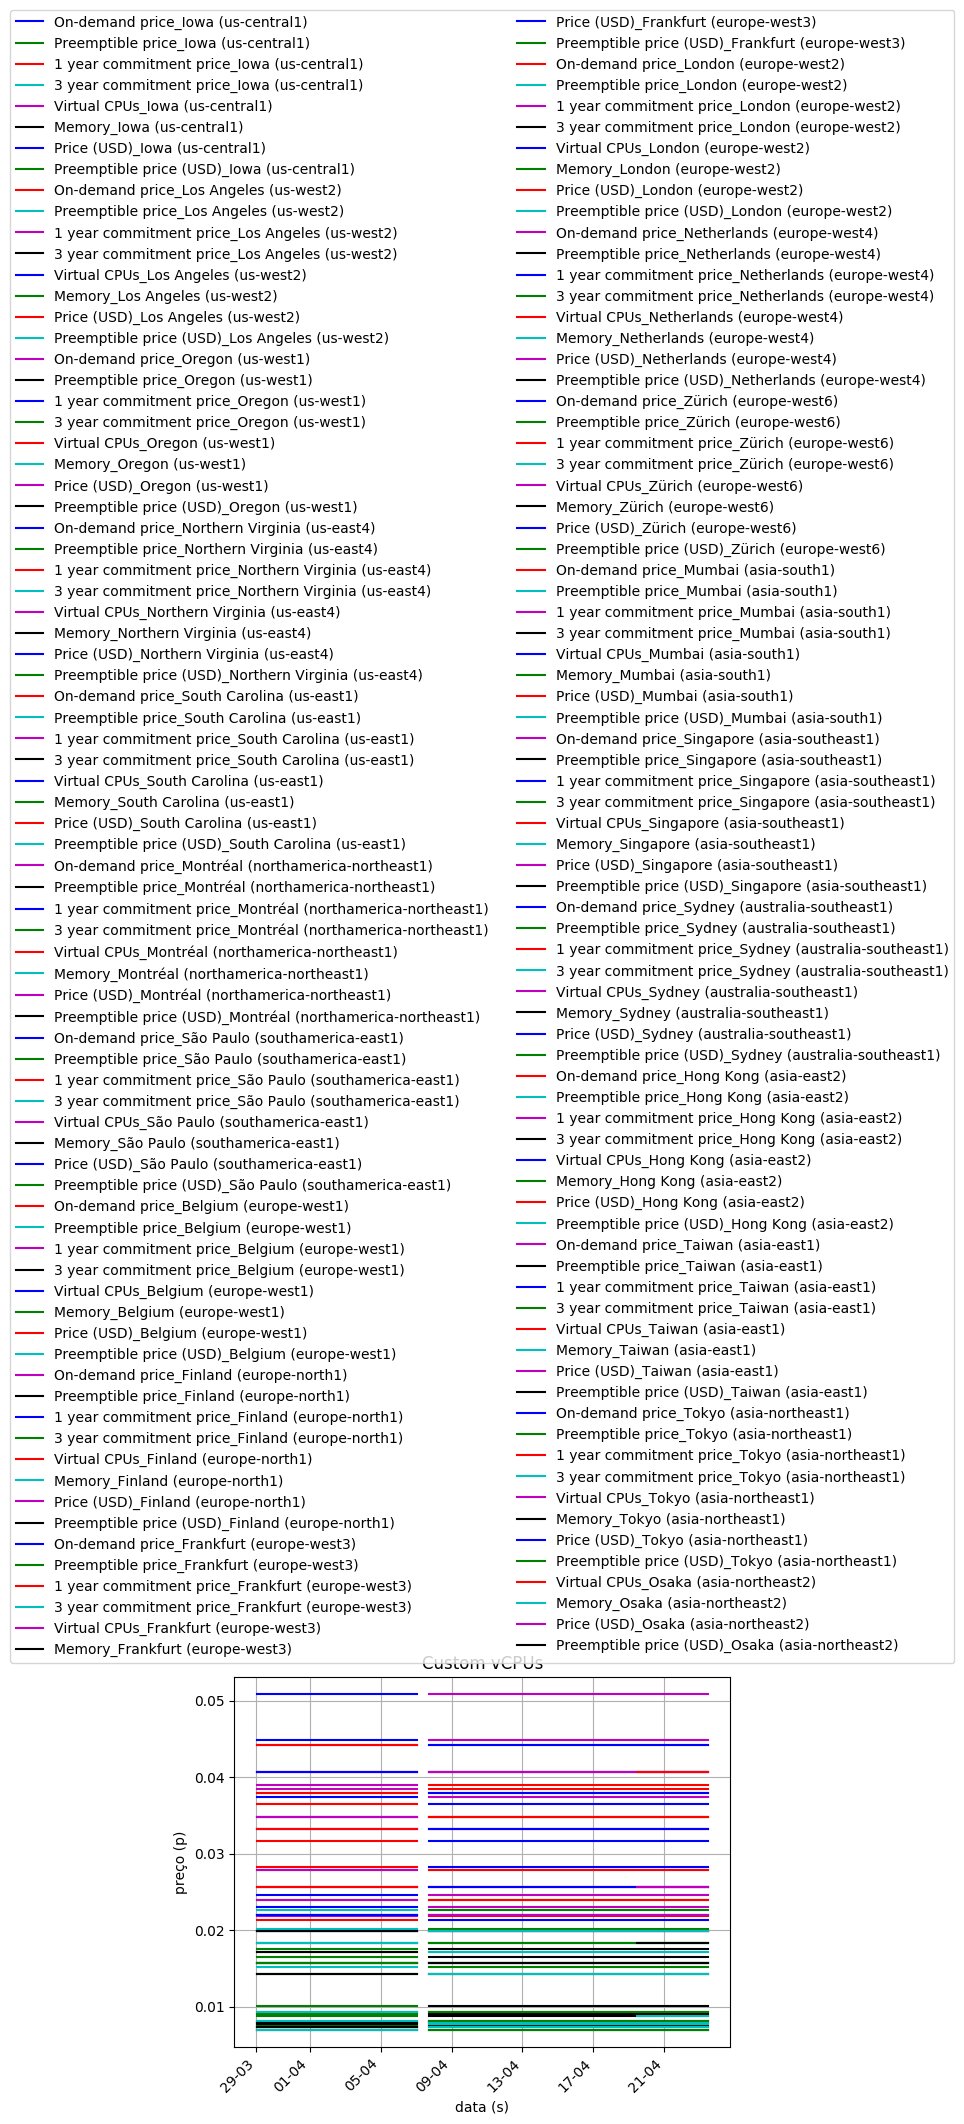 On-demand price_Iowa (us-central1)
Preemptible price_Iowa (us-central1)
1 year commitment price_Iowa (us-central1)
3 year commitment price_Iowa (us-central1)
Virtual CPUs_Iowa (us-central1)
Memory_Iowa (us-central1)
Price (USD)_Iowa (us-central1)
Preemptible price (USD)_Iowa (us-central1)
On-demand price_Los Angeles (us-west2)
Preemptible price_Los Angeles (us-west2)
1 year commitment price_Los Angeles (us-west2)
3 year commitment price_Los Angeles (us-west2)
Virtual CPUs_Los Angeles (us-west2)
Memory_Los Angeles (us-west2)
Price (USD)_Los Angeles (us-west2)
Preemptible price (USD)_Los Angeles (us-west2)
On-demand price_Oregon (us-west1)
Preemptible price_Oregon (us-west1)
1 year commitment price_Oregon (us-west1)
3 year commitment price_Oregon (us-west1)
Virtual CPUs_Oregon (us-west1)
Memory_Oregon (us-west1)
Price (USD)_Oregon (us-west1)
Preemptible price (USD)_Oregon (us-west1)
On-demand price_Northern Virginia (us-east4)
Preemptible price_Northern Virginia (us-east4)
1 year commitment price_Northern Virginia (us-east4)
3 year commitment price_Northern Virginia (us-east4)
Virtual CPUs_Northern Virginia (us-east4)
Memory_Northern Virginia (us-east4)
Price (USD)_Northern Virginia (us-east4)
Preemptible price (USD)_Northern Virginia (us-east4)
On-demand price_South Carolina (us-east1)
Preemptible price_South Carolina (us-east1)
1 year commitment price_South Carolina (us-east1)
3 year commitment price_South Carolina (us-east1)
Virtual CPUs_South Carolina (us-east1)
Memory_South Carolina (us-east1)
Price (USD)_South Carolina (us-east1)
Preemptible price (USD)_South Carolina (us-east1)
On-demand price_Montréal (northamerica-northeast1)
Preemptible price_Montréal (northamerica-northeast1)
1 year commitment price_Montréal (northamerica-northeast1)
3 year commitment price_Montréal (northamerica-northeast1)
Virtual CPUs_Montréal (northamerica-northeast1)
Memory_Montréal (northamerica-northeast1)
Price (USD)_Montréal (northamerica-northeast1)
Preemptible price (USD)_Montréal (northamerica-northeast1)
On-demand price_São Paulo (southamerica-east1)
Preemptible price_São Paulo (southamerica-east1)
1 year commitment price_São Paulo (southamerica-east1)
3 year commitment price_São Paulo (southamerica-east1)
Virtual CPUs_São Paulo (southamerica-east1)
Memory_São Paulo (southamerica-east1)
Price (USD)_São Paulo (southamerica-east1)
Preemptible price (USD)_São Paulo (southamerica-east1)
On-demand price_Belgium (europe-west1)
Preemptible price_Belgium (europe-west1)
1 year commitment price_Belgium (europe-west1)
3 year commitment price_Belgium (europe-west1)
Virtual CPUs_Belgium (europe-west1)
Memory_Belgium (europe-west1)
Price (USD)_Belgium (europe-west1)
Preemptible price (USD)_Belgium (europe-west1)
On-demand price_Finland (europe-north1)
Preemptible price_Finland (europe-north1)
1 year commitment price_Finland (europe-north1)
3 year commitment price_Finland (europe-north1)
Virtual CPUs_Finland (europe-north1)
Memory_Finland (europe-north1)
Price (USD)_Finland (europe-north1)
Preemptible price (USD)_Finland (europe-north1)
On-demand price_Frankfurt (europe-west3)
Preemptible price_Frankfurt (europe-west3)
1 year commitment price_Frankfurt (europe-west3)
3 year commitment price_Frankfurt (europe-west3)
Virtual CPUs_Frankfurt (europe-west3)
Memory_Frankfurt (europe-west3)
Price (USD)_Frankfurt (europe-west3)
Preemptible price (USD)_Frankfurt (europe-west3)
On-demand price_London (europe-west2)
Preemptible price_London (europe-west2)
1 year commitment price_London (europe-west2)
3 year commitment price_London (europe-west2)
Virtual CPUs_London (europe-west2)
Memory_London (europe-west2)
Price (USD)_London (europe-west2)
Preemptible price (USD)_London (europe-west2)
On-demand price_Netherlands (europe-west4)
Preemptible price_Netherlands (europe-west4)
1 year commitment price_Netherlands (europe-west4)
3 year commitment price_Netherlands (europe-west4)
Virtual CPUs_Netherlands (europe-west4)
Memory_Netherlands (europe-west4)
Price (USD)_Netherlands (europe-west4)
Preemptible price (USD)_Netherlands (europe-west4)
On-demand price_Zürich (europe-west6)
Preemptible price_Zürich (europe-west6)
1 year commitment price_Zürich (europe-west6)
3 year commitment price_Zürich (europe-west6)
Virtual CPUs_Zürich (europe-west6)
Memory_Zürich (europe-west6)
Price (USD)_Zürich (europe-west6)
Preemptible price (USD)_Zürich (europe-west6)
On-demand price_Mumbai (asia-south1)
Preemptible price_Mumbai (asia-south1)
1 year commitment price_Mumbai (asia-south1)
3 year commitment price_Mumbai (asia-south1)
Virtual CPUs_Mumbai (asia-south1)
Memory_Mumbai (asia-south1)
Price (USD)_Mumbai (asia-south1)
Preemptible price (USD)_Mumbai (asia-south1)
On-demand price_Singapore (asia-southeast1)
Preemptible price_Singapore (asia-southeast1)
1 year commitment price_Singapore (asia-southeast1)
3 year commitment price_Singapore (asia-southeast1)
Virtual CPUs_Singapore (asia-southeast1)
Memory_Singapore (asia-southeast1)
Price (USD)_Singapore (asia-southeast1)
Preemptible price (USD)_Singapore (asia-southeast1)
On-demand price_Sydney (australia-southeast1)
Preemptible price_Sydney (australia-southeast1)
1 year commitment price_Sydney (australia-southeast1)
3 year commitment price_Sydney (australia-southeast1)
Virtual CPUs_Sydney (australia-southeast1)
Memory_Sydney (australia-southeast1)
Price (USD)_Sydney (australia-southeast1)
Preemptible price (USD)_Sydney (australia-southeast1)
On-demand price_Hong Kong (asia-east2)
Preemptible price_Hong Kong (asia-east2)
1 year commitment price_Hong Kong (asia-east2)
3 year commitment price_Hong Kong (asia-east2)
Virtual CPUs_Hong Kong (asia-east2)
Memory_Hong Kong (asia-east2)
Price (USD)_Hong Kong (asia-east2)
Preemptible price (USD)_Hong Kong (asia-east2)
On-demand price_Taiwan (asia-east1)
Preemptible price_Taiwan (asia-east1)
1 year commitment price_Taiwan (asia-east1)
3 year commitment price_Taiwan (asia-east1)
Virtual CPUs_Taiwan (asia-east1)
Memory_Taiwan (asia-east1)
Price (USD)_Taiwan (asia-east1)
Preemptible price (USD)_Taiwan (asia-east1)
On-demand price_Tokyo (asia-northeast1)
Preemptible price_Tokyo (asia-northeast1)
1 year commitment price_Tokyo (asia-northeast1)
3 year commitment price_Tokyo (asia-northeast1)
Virtual CPUs_Tokyo (asia-northeast1)
Memory_Tokyo (asia-northeast1)
Price (USD)_Tokyo (asia-northeast1)
Preemptible price (USD)_Tokyo (asia-northeast1)
Virtual CPUs_Osaka (asia-northeast2)
Memory_Osaka (asia-northeast2)
Price (USD)_Osaka (asia-northeast2)
Preemptible price (USD)_Osaka (asia-northeast2)
Custom vCPUs
0.05
0.04
0.03
0.02
0.01
preço (p)
29-03
01-04
05-04
09-04
13-04
17-04
21-04
data (s)